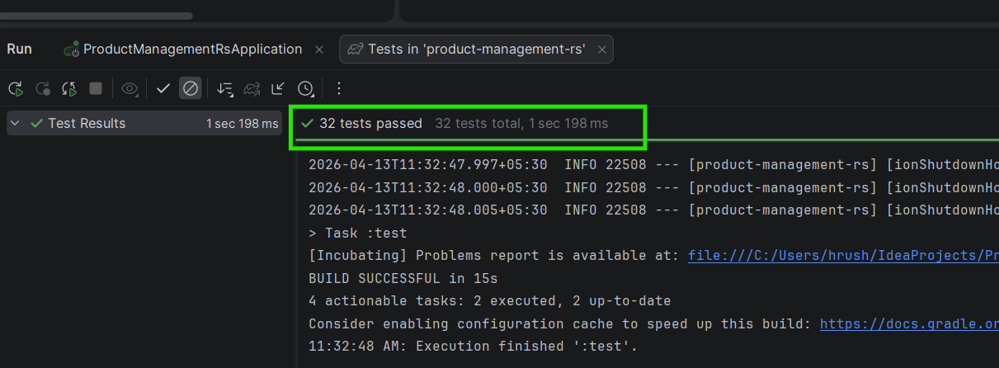 Run ProductManagementRsApplication Tests in 'product-management-rs'
Test Results 1 sec 198 ms
32 tests passed 32 tests total, 1 sec 198 ms
2026-04-13T11:32:47.997+05:30 INFO 22508 --- [product-management-rs] [ionShutdownHo
2026-04-13T11:32:48.000+05:30 INFO 22508 --- [product-management-rs] [ionShutdownHo
2026-04-13T11:32:48.005+05:30 INFO 22508 --- [product-management-rs] [ionShutdownHo
> Task :test
[Incubating] Problems report is available at: file:///C:/Users/hrush/IdeaProjects/Pr
BUILD SUCCESSFUL in 15s
4 actionable tasks: 2 executed, 2 up-to-date
Consider enabling configuration cache to speed up this build: https://docs.gradle.or
11:32:48 AM: Execution finished ':test'.